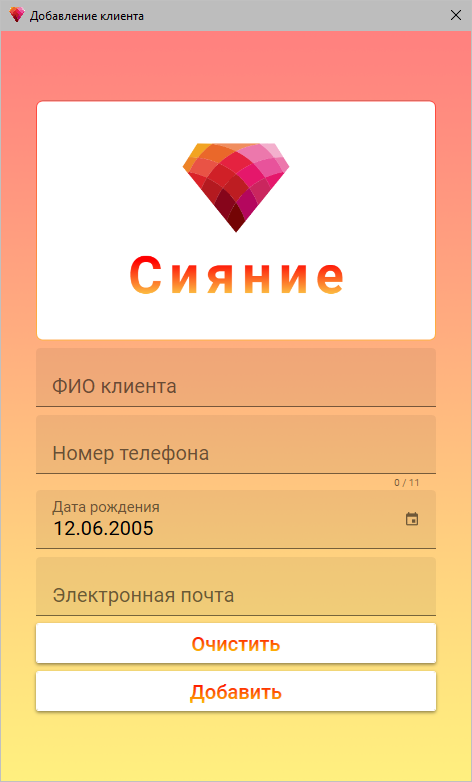 Добавление клиента
Сияние
ФИО клиента
Номер телефона
0 / 11
Дата рождения
12.06.2005
Электронная почта
Очистить
Добавить